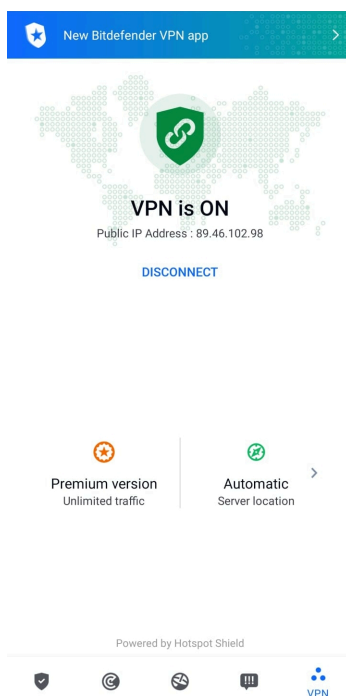 New Bitdefender VPN app
VPN is ON
Public IP Address : 89.46.102.98
DISCONNECT
Premium version
Unlimited traffic
Automatic
Server location
Powered by Hotspot Shield
VPN